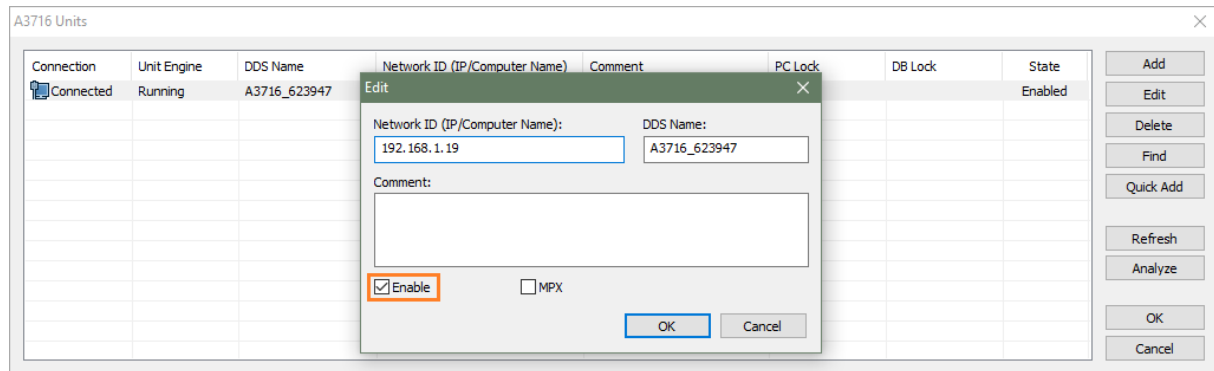 A3716 Units
Connection Unit Engine DDS Name Network ID (IP/Computer Name) Comment PC Lock DB Lock State
Connected Running A3716_623947 Enabled
Edit
Network ID (IP/Computer Name): DDS Name:
192.168.1.19 A3716_623947
Comment:
Enable MPX
OK Cancel
Add
Edit
Delete
Find
Quick Add
Refresh
Analyze
OK
Cancel